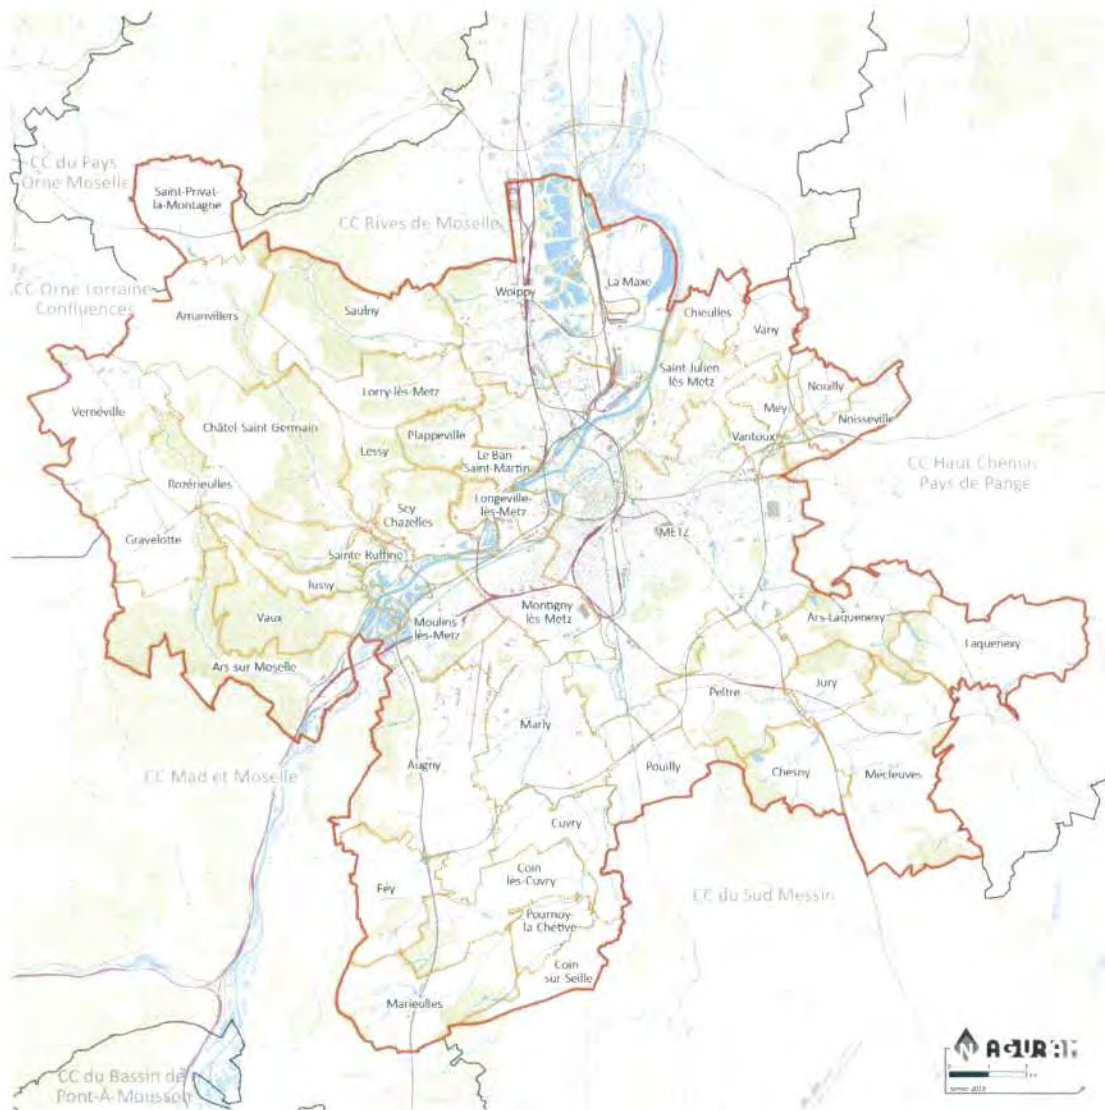 CC du Pays
Orne Moselle
Saint-Privat-
la-Montagne
CC Rives de Moselle
CC Orne Lorraine
Confluences
Woippy
La Maxe
Amanvillers
Saulny
Chieulles
Vany
Saint-Julien
lès Metz
Lorry-lès-Metz
Nouilly
Vernéville
Châtel Saint Germain
Plappeville
Mey
Noisseville
Lessy
Le Ban
Saint-Martin
Vantoux
CC Haut Chemin
Pays de Pange
Rozérieulles
Scy
Chazelles
Longeville-
lès-Metz
METZ
Gravelotte
Sainte Ruffine
Jussy
Vaux
Moulins
lès-Metz
Montigny
lès Metz
Ars-Laquenexy
Laquenexy
Ars sur Moselle
Peltre
Jury
Marly
CC Mad et Moselle
Augny
Pouilly
Chesny
Mécleuves
Cuvry
Féy
Coin
lès-Cuvry
CC du Sud Messin
Pournoy-
la Chétive
Coin
sur-Seille
Marieulles
N
AGURAM
CC du Bassin de
Pont-À-Mousson